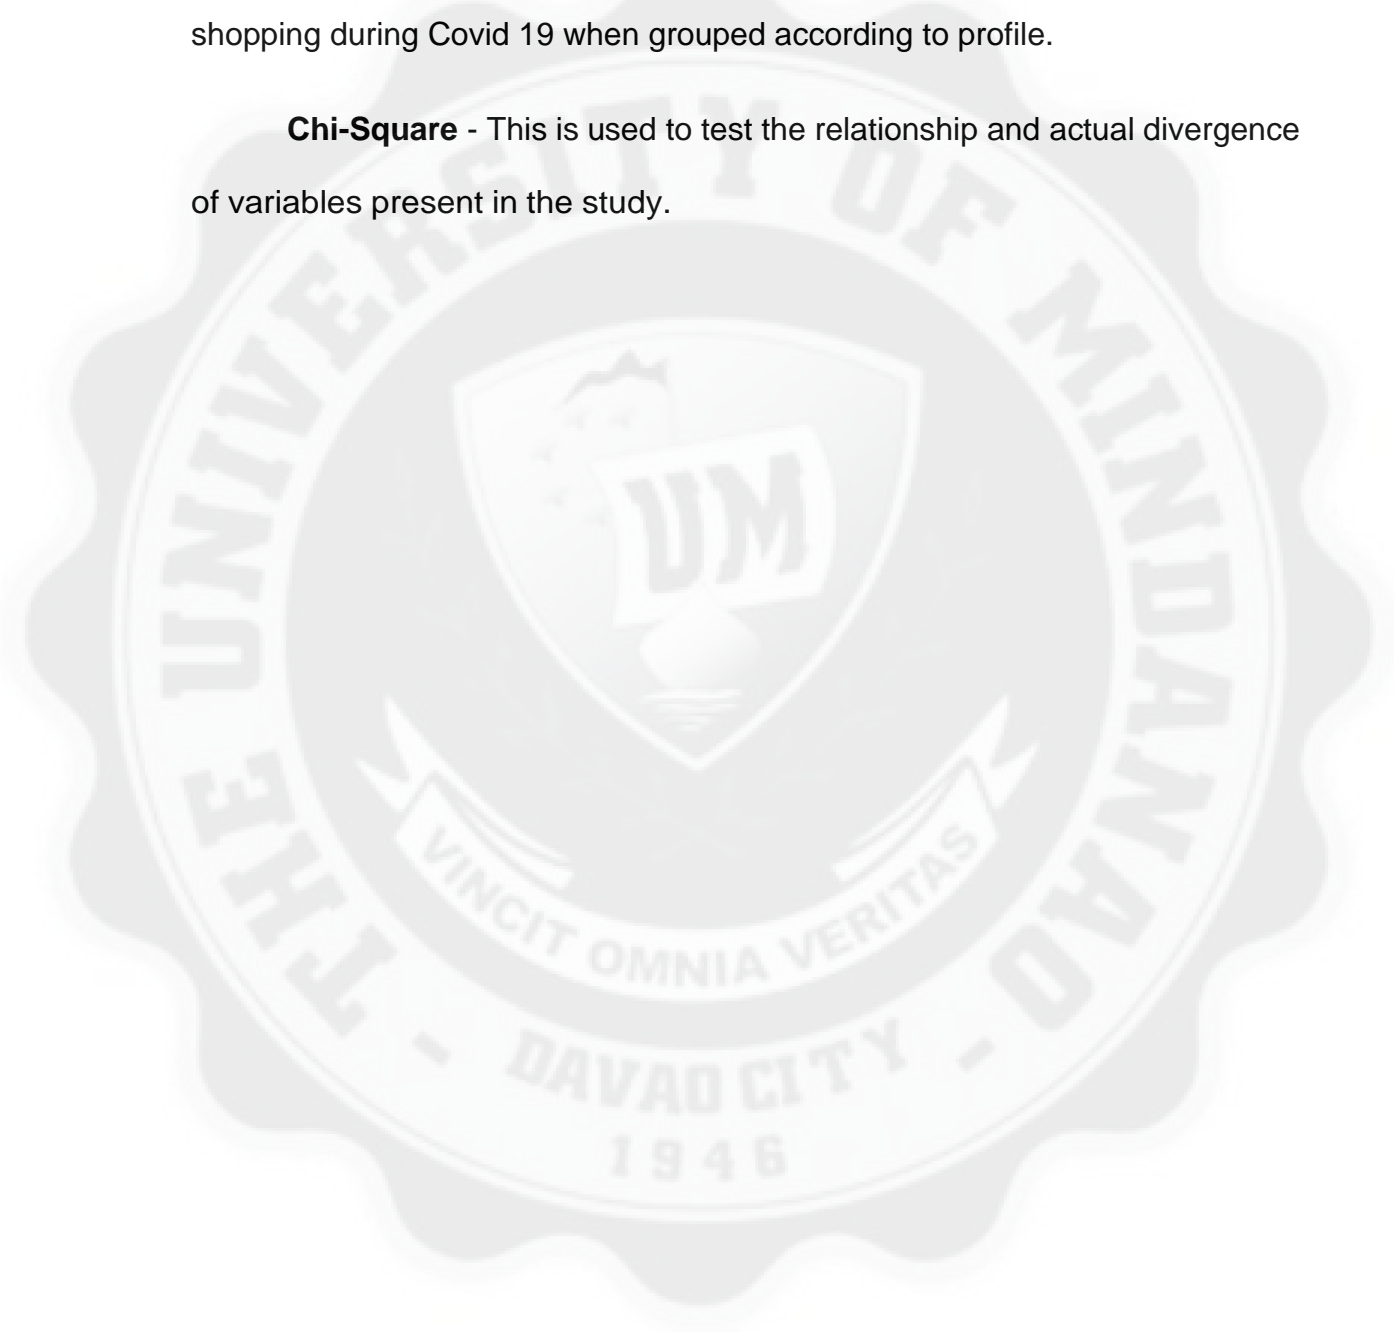 shopping during Covid 19 when grouped according to profile.
Chi-Square - This is used to test the relationship and actual divergence
of variables present in the study.
THE UNIVERSITY OF MINDANAO
UM
VINCIT OMNIA VERITAS
- DAVAO CITY -
1946